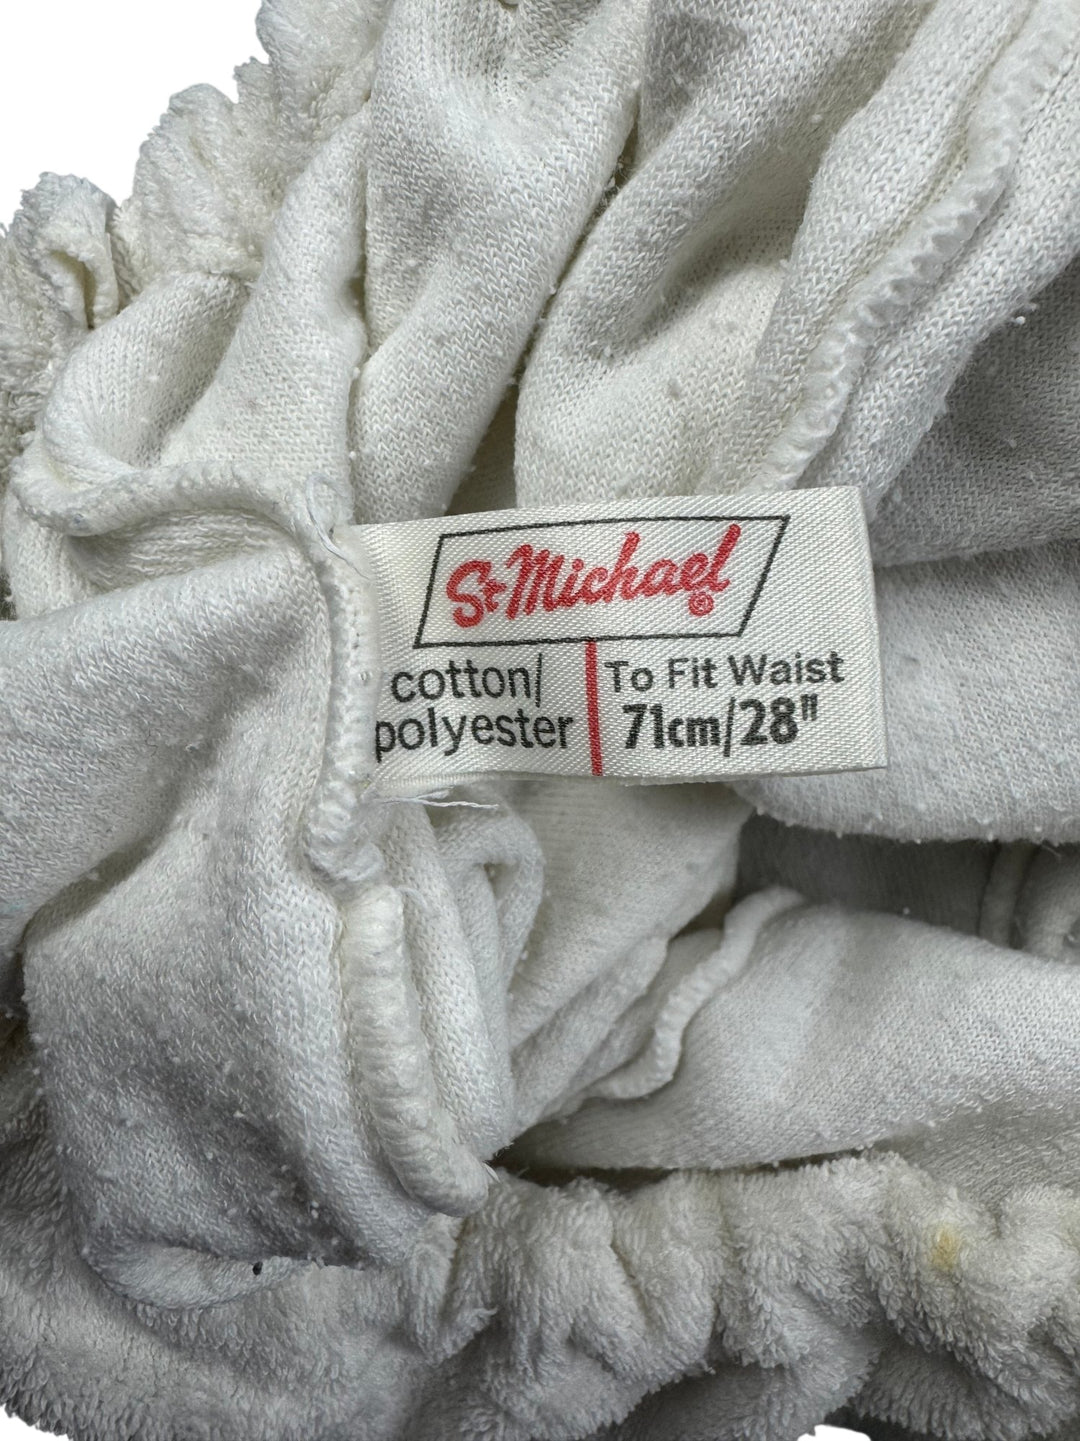 St Michael®
cotton/
polyester
To Fit Waist
71cm/28"